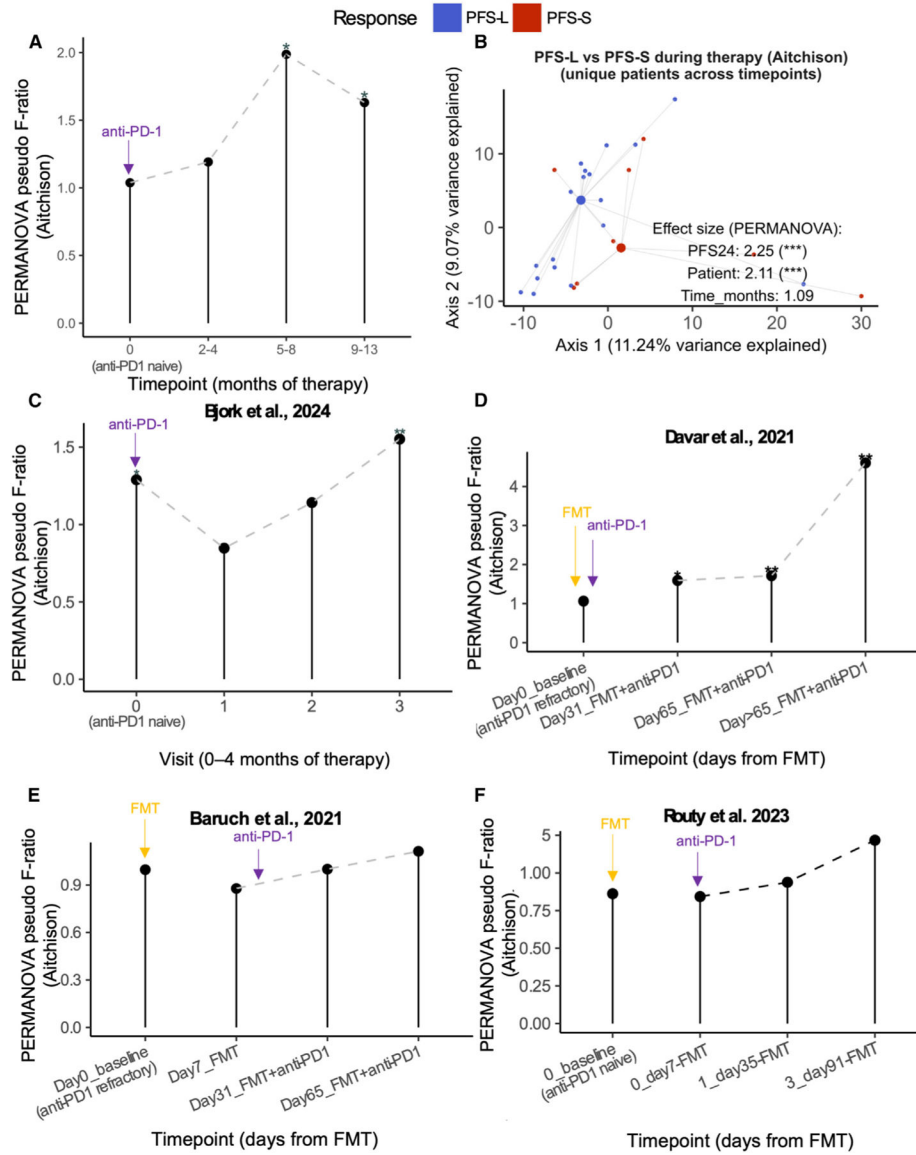 Response PFS-L PFS-S
A
PERMANOVA pseudo F-ratio
(Aitchison)
2.0
1.5
1.0
0.5
0.0
anti-PD-1
*
*
0
(anti-PD1 naive)
2-4
5-8
9-13
Timepoint (months of therapy)
B
PFS-L vs PFS-S during therapy (Aitchison)
(unique patients across timepoints)
Axis 2 (9.07% variance explained)
10
0
-10
Effect size (PERMANOVA):
PFS24: 2.25 (***)
Patient: 2.11 (***)
Time_months: 1.09
-10
0
10
20
30
Axis 1 (11.24% variance explained)
C
Bjork et al., 2024
PERMANOVA pseudo F-ratio
(Aitchison)
1.5
1.0
0.5
0.0
anti-PD-1
*
**
0
(anti-PD1 naive)
1
2
3
Visit (0–4 months of therapy)
D
Davar et al., 2021
PERMANOVA pseudo F-ratio
(Aitchison)
4
3
2
1
0
FMT
anti-PD-1
*
**
**
Day0_baseline
(anti-PD1 refractory)
Day31_FMT+anti-PD1
Day65_FMT+anti-PD1
Day>65_FMT+anti-PD1
Timepoint (days from FMT)
E
Baruch et al., 2021
PERMANOVA pseudo F-ratio
(Aitchison)
0.9
0.6
0.3
0.0
FMT
anti-PD-1
Day0_baseline
(anti-PD1 refractory)
Day7_FMT
Day31_FMT+anti-PD1
Day65_FMT+anti-PD1
Timepoint (days from FMT)
F
Routy et al. 2023
PERMANOVA pseudo F-ratio
(Aitchison).
5
1.00
0.75
0.50
0.25
0.00
FMT
anti-PD-1
0_baseline
(anti-PD1 naive)
0_day7-FMT
1_day35-FMT
3_day91-FMT
Timepoint (days from FMT)